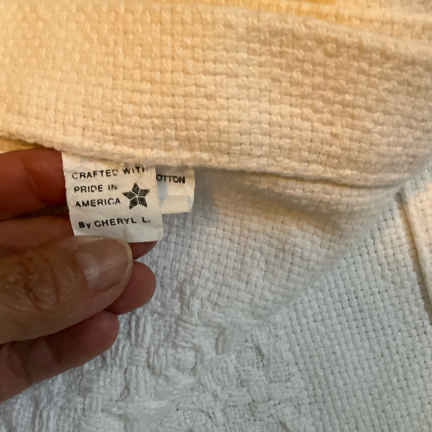 CRAFTED WITH
PRIDE IN
AMERICA
By CHERYL L.
OTTON